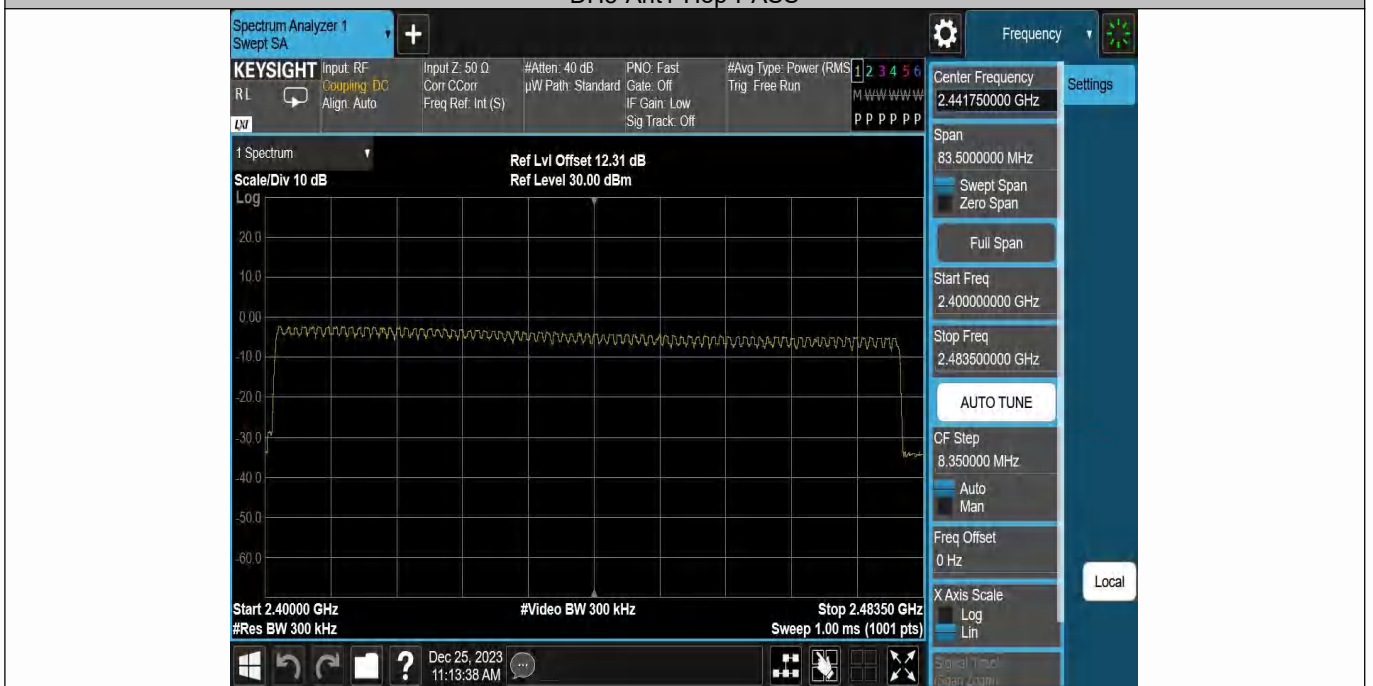 Spectrum Analyzer 1
Swept SA
+
Frequency
KEYSIGHT
RL
LXI
Input: RF
Coupling: DC
Align: Auto
Input Z: 50 Ω
Corr CCorr
Freq Ref: Int (S)
#Atten: 40 dB
µW Path: Standard
PNO: Fast
Gate: Off
IF Gain: Low
Sig Track: Off
#Avg Type: Power (RMS
Trig: Free Run
1 2 3 4 5 6
M W W W W W
P P P P P P
1 Spectrum
Scale/Div 10 dB
Ref Lvl Offset 12.31 dB
Ref Level 30.00 dBm
Log
20.0
10.0
0.00
-10.0
-20.0
-30.0
-40.0
-50.0
-60.0
Start 2.40000 GHz
#Res BW 300 kHz
#Video BW 300 kHz
Stop 2.48350 GHz
Sweep 1.00 ms (1001 pts)
Center Frequency
2.441750000 GHz
Settings
Span
83.5000000 MHz
Swept Span
Zero Span
Full Span
Start Freq
2.400000000 GHz
Stop Freq
2.483500000 GHz
AUTO TUNE
CF Step
8.350000 MHz
Auto
Man
Freq Offset
0 Hz
X Axis Scale
Log
Lin
Local
Signal Track
(Span Zoom)
?
Dec 25, 2023
11:13:38 AM